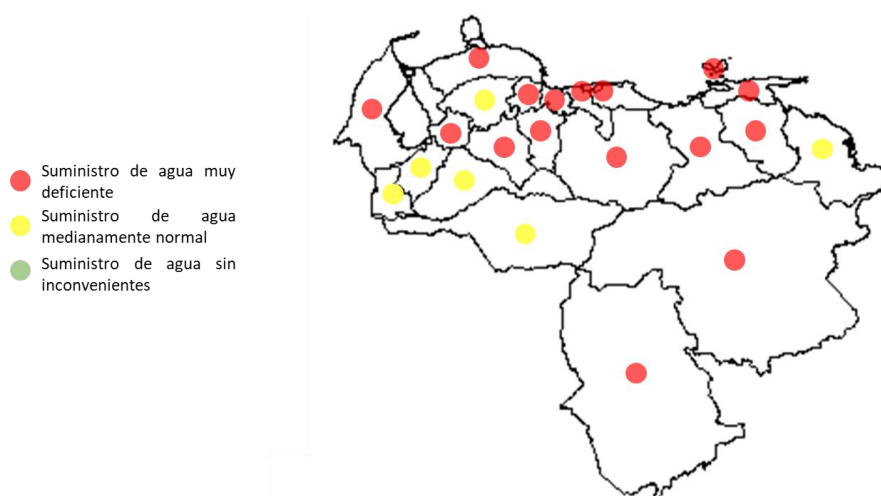 Suministro de agua muy
deficiente
Suministro de agua
medianamente normal
Suministro de agua sin
inconvenientes